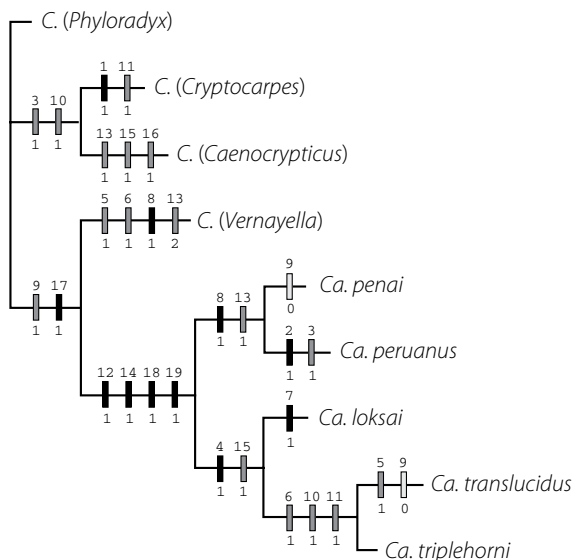 C. (Phyloradyx)
1 11
C. (Cryptocarpes)
1 1
3 10
1 1
13 15 16
C. (Caenocrypticus)
1 1 1
5 6 8 13
C. (Vernayella)
1 1 1 2
9
Ca. penai
0
9 17
1 1
8 13
1 1
2 3
Ca. peruanus
1 1
12 14 18 19
1 1 1 1
7
Ca. loksai
1
4 15
1 1
5 9
Ca. translucidus
1 0
6 10 11
1 1 1
Ca. triplehorni